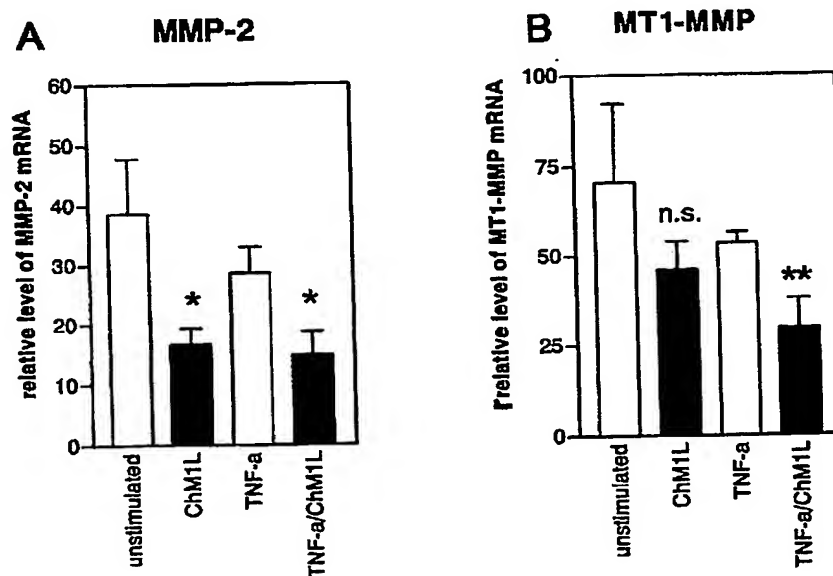 A
MMP-2
relative level of MMP-2 mRNA
60
50
40
30
20
10
0
*
*
unstimulated
ChM1L
TNF-a
TNF-a/ChM1L
B
MT1-MMP
relative level of MT1-MMP mRNA
100
75
50
25
0
n.s.
**
unstimulated
ChM1L
TNF-a
TNF-a/ChM1L